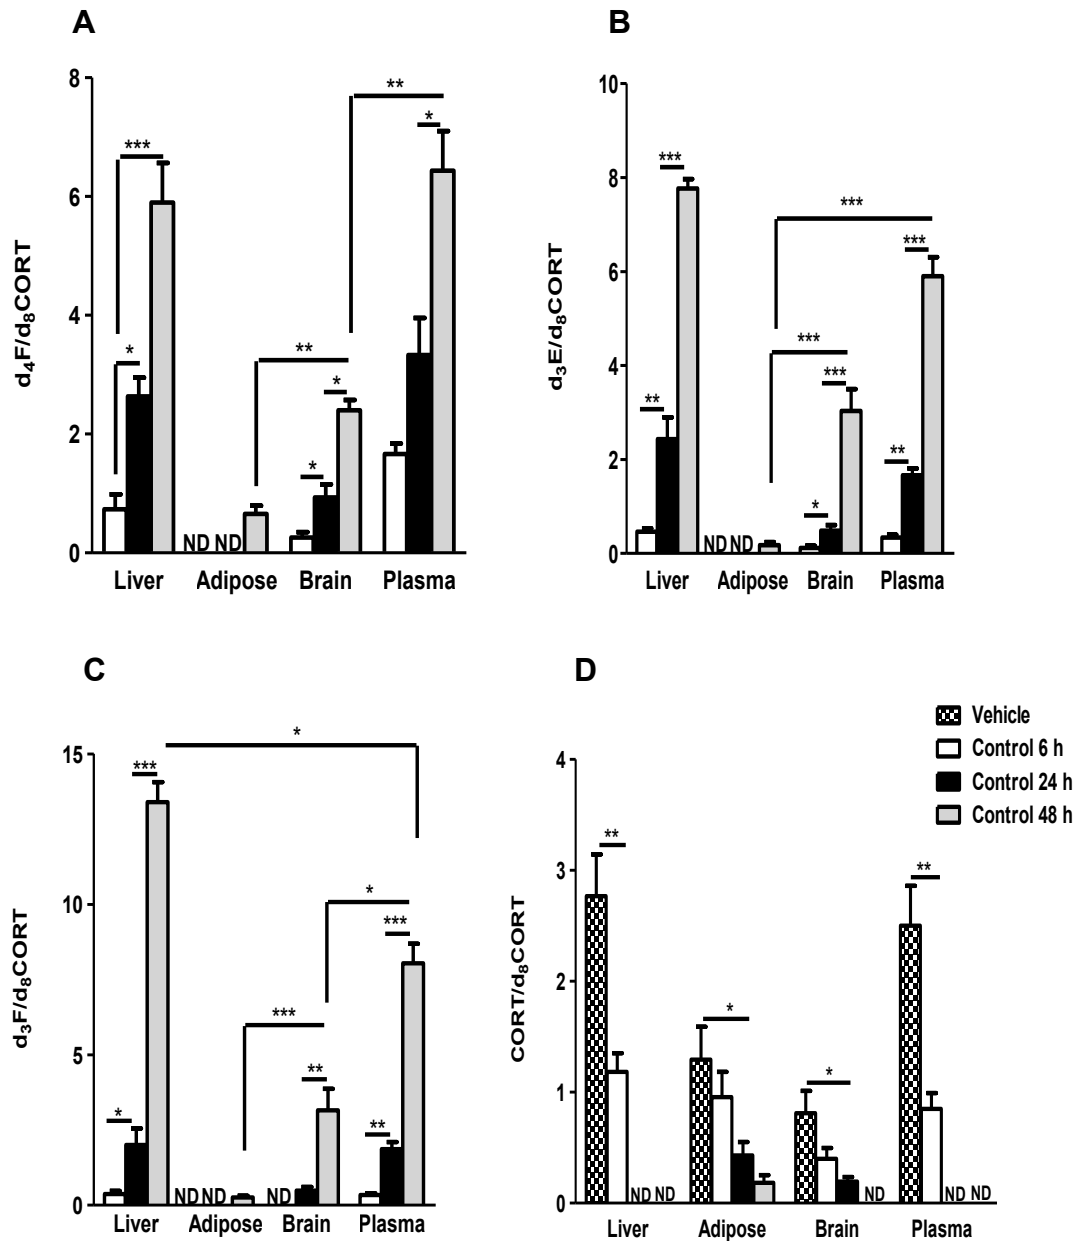 A
8
6
4
2
0
d4F/d8CORT
***
*
**
*
**
*
*
ND ND
Liver Adipose Brain Plasma
B
10
8
6
4
2
0
d3E/d8CORT
***
***
***
***
***
**
**
*
ND ND
Liver Adipose Brain Plasma
C
15
10
5
0
d3F/d8CORT
*
***
*
***
***
**
*
**
ND ND ND
Liver Adipose Brain Plasma
D
Vehicle
Control 6 h
Control 24 h
Control 48 h
4
3
2
1
0
CORT/d8CORT
**
**
*
*
ND ND ND ND ND
Liver Adipose Brain Plasma